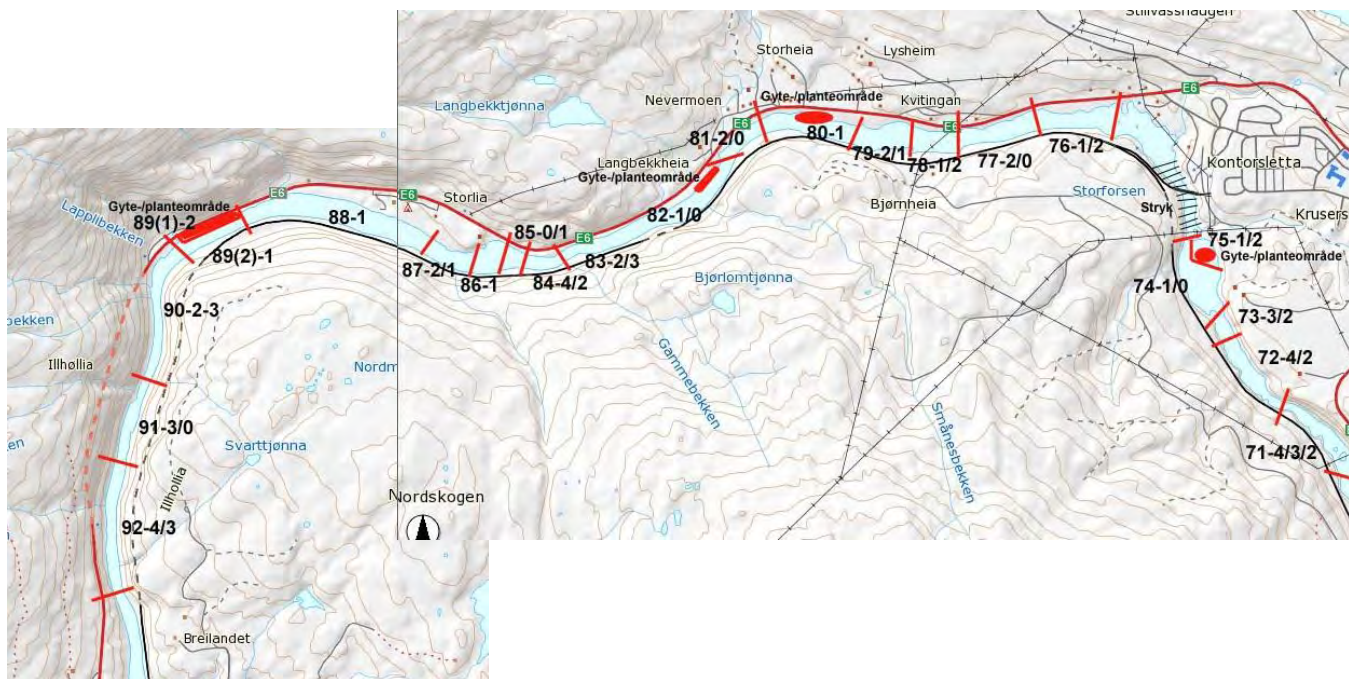 Stillvasshaugen
Storheia
Lysheim
E6
Langbekktjønna
Nevermoen
Gyte-/planteområde
Kvitingan
81-2/0
E6
80-1
E6
79-2/1
78-1/2
77-2/0
76-1/2
Kontorsletta
Langbekkheia
Gyte-/planteområde
Storforsen
Bjørnheia
Stryk
Krusers
E6
E6
Storlia
82-1/0
Gyte-/planteområde
Lapplibekken
89(1)-2
88-1
85-0/1
E6
75-1/2
Gyte-/planteområde
89(2)-1
87-2/1
86-1
84-4/2
83-2/3
74-1/0
Bjørlomtjønna
90-2-3
73-3/2
bekken
Illhøllia
Nordm
Gammebekken
72-4/2
Smånesbekken
91-3/0
ken
Svarttjønna
71-4/3/2
Illhøllia
Nordskogen
92-4/3
Breilandet